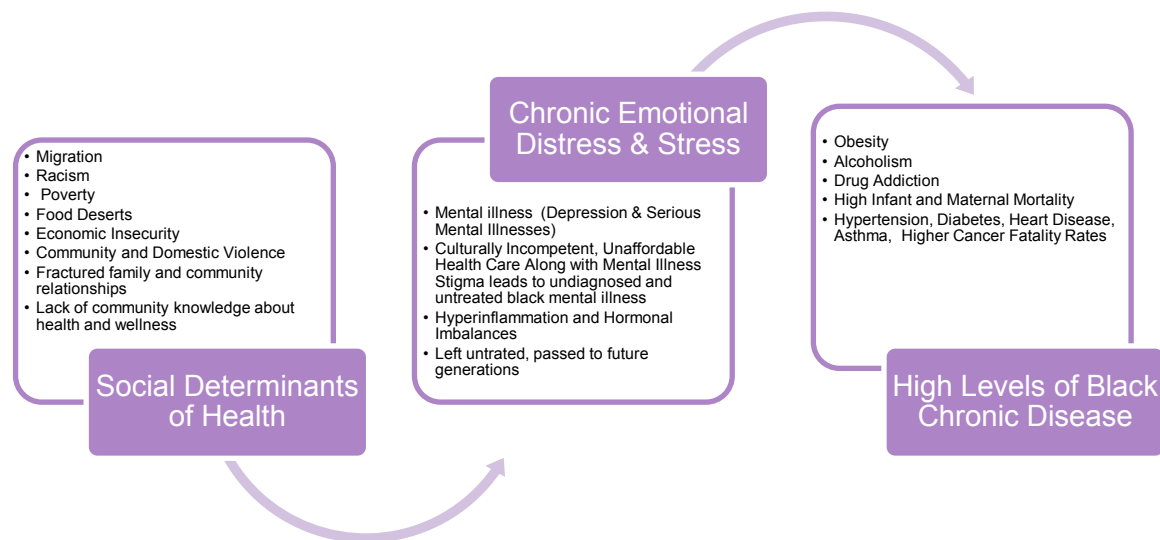 • Migration
• Racism
• Poverty
• Food Deserts
• Economic Insecurity
• Community and Domestic Violence
• Fractured family and community
relationships
• Lack of community knowledge about
health and wellness
Social Determinants
of Health
Chronic Emotional
Distress & Stress
• Mental illness (Depression & Serious
Mental Illnesses)
• Culturally Incompetent, Unaffordable
Health Care Along with Mental Illness
Stigma leads to undiagnosed and
untreated black mental illness
• Hyperinflammation and Hormonal
Imbalances
• Left untrated, passed to future
generations
• Obesity
• Alcoholism
• Drug Addiction
• High Infant and Maternal Mortality
• Hypertension, Diabetes, Heart Disease,
Asthma, Higher Cancer Fatality Rates
High Levels of Black
Chronic Disease